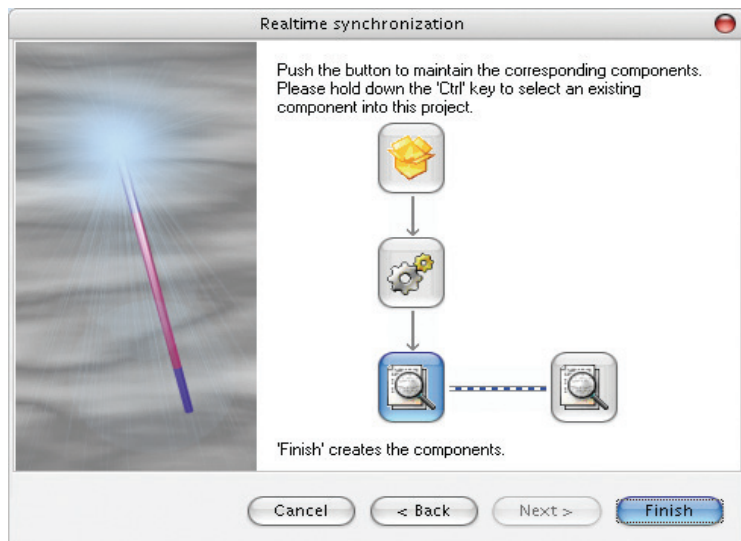 Realtime synchronization
Push the button to maintain the corresponding components.
Please hold down the 'Ctrl' key to select an existing
component into this project.
'Finish' creates the components.
Cancel
< Back
Next >
Finish